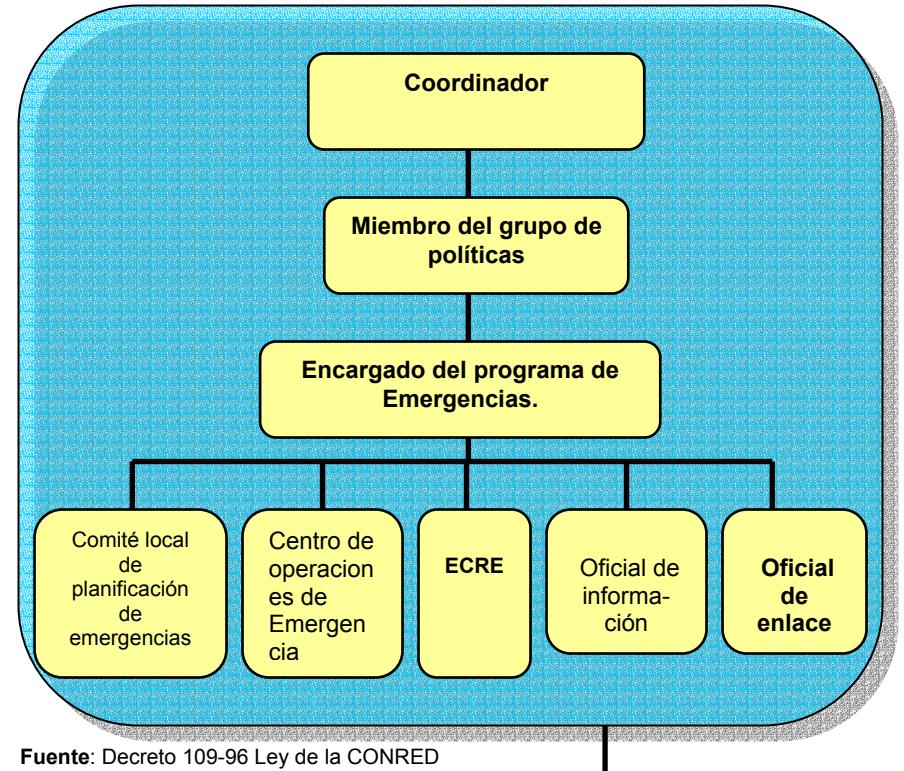 Coordinador
Miembro del grupo de
políticas
Encargado del programa de
Emergencias.
Comité local
de
planificación
de
emergencias
Centro de
operacion
es de
Emergen
cia
ECRE
Oficial de
informa-
ción
Oficial
de
enlace
Fuente: Decreto 109-96 Ley de la CONRED